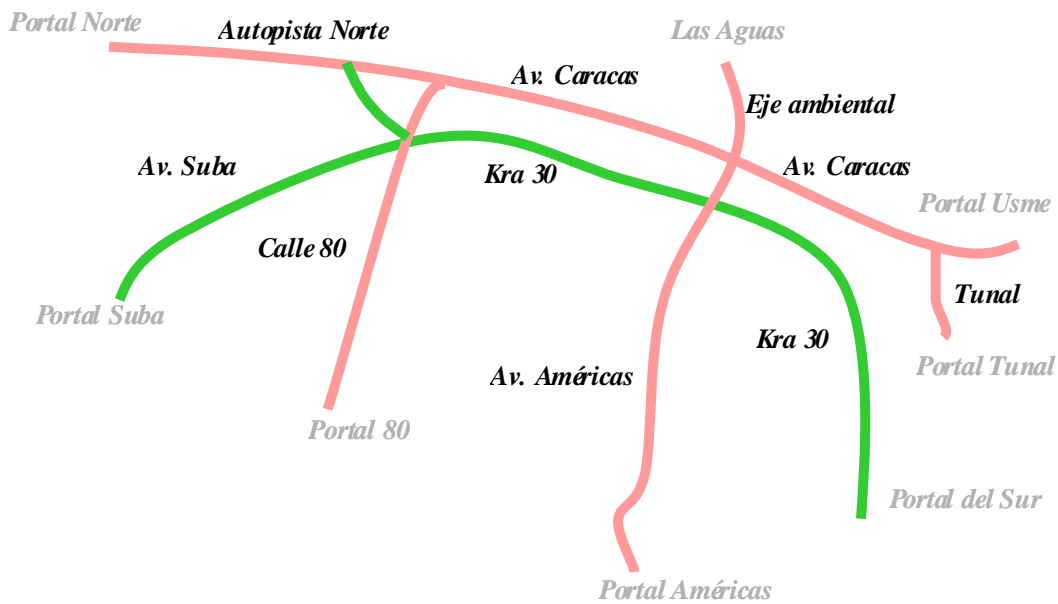 Portal Norte
Autopista Norte
Las Aguas
Av. Caracas
Eje ambiental
Av. Suba
Kra 30
Av. Caracas
Portal Usme
Calle 80
Tunal
Portal Suba
Kra 30
Portal Tunal
Av. Américas
Portal 80
Portal del Sur
Portal Américas